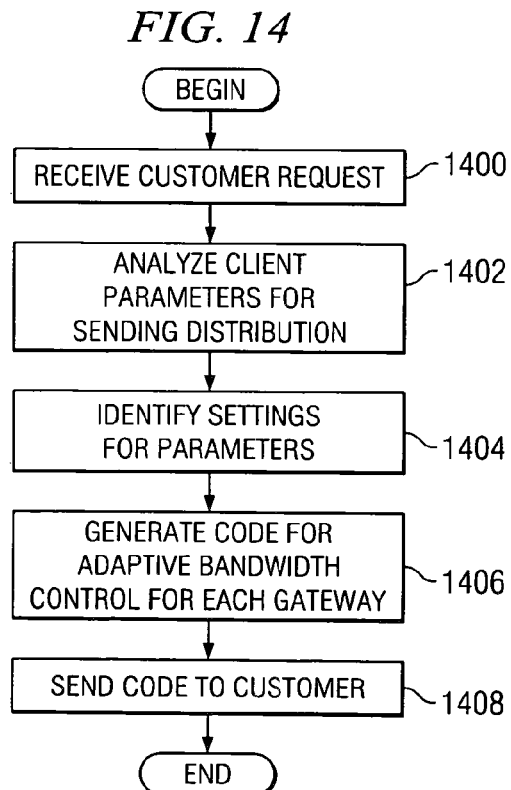 FIG. 14
BEGIN
RECEIVE CUSTOMER REQUEST
1400
ANALYZE CLIENT
PARAMETERS FOR
SENDING DISTRIBUTION
1402
IDENTIFY SETTINGS
FOR PARAMETERS
1404
GENERATE CODE FOR
ADAPTIVE BANDWIDTH
CONTROL FOR EACH GATEWAY
1406
SEND CODE TO CUSTOMER
1408
END